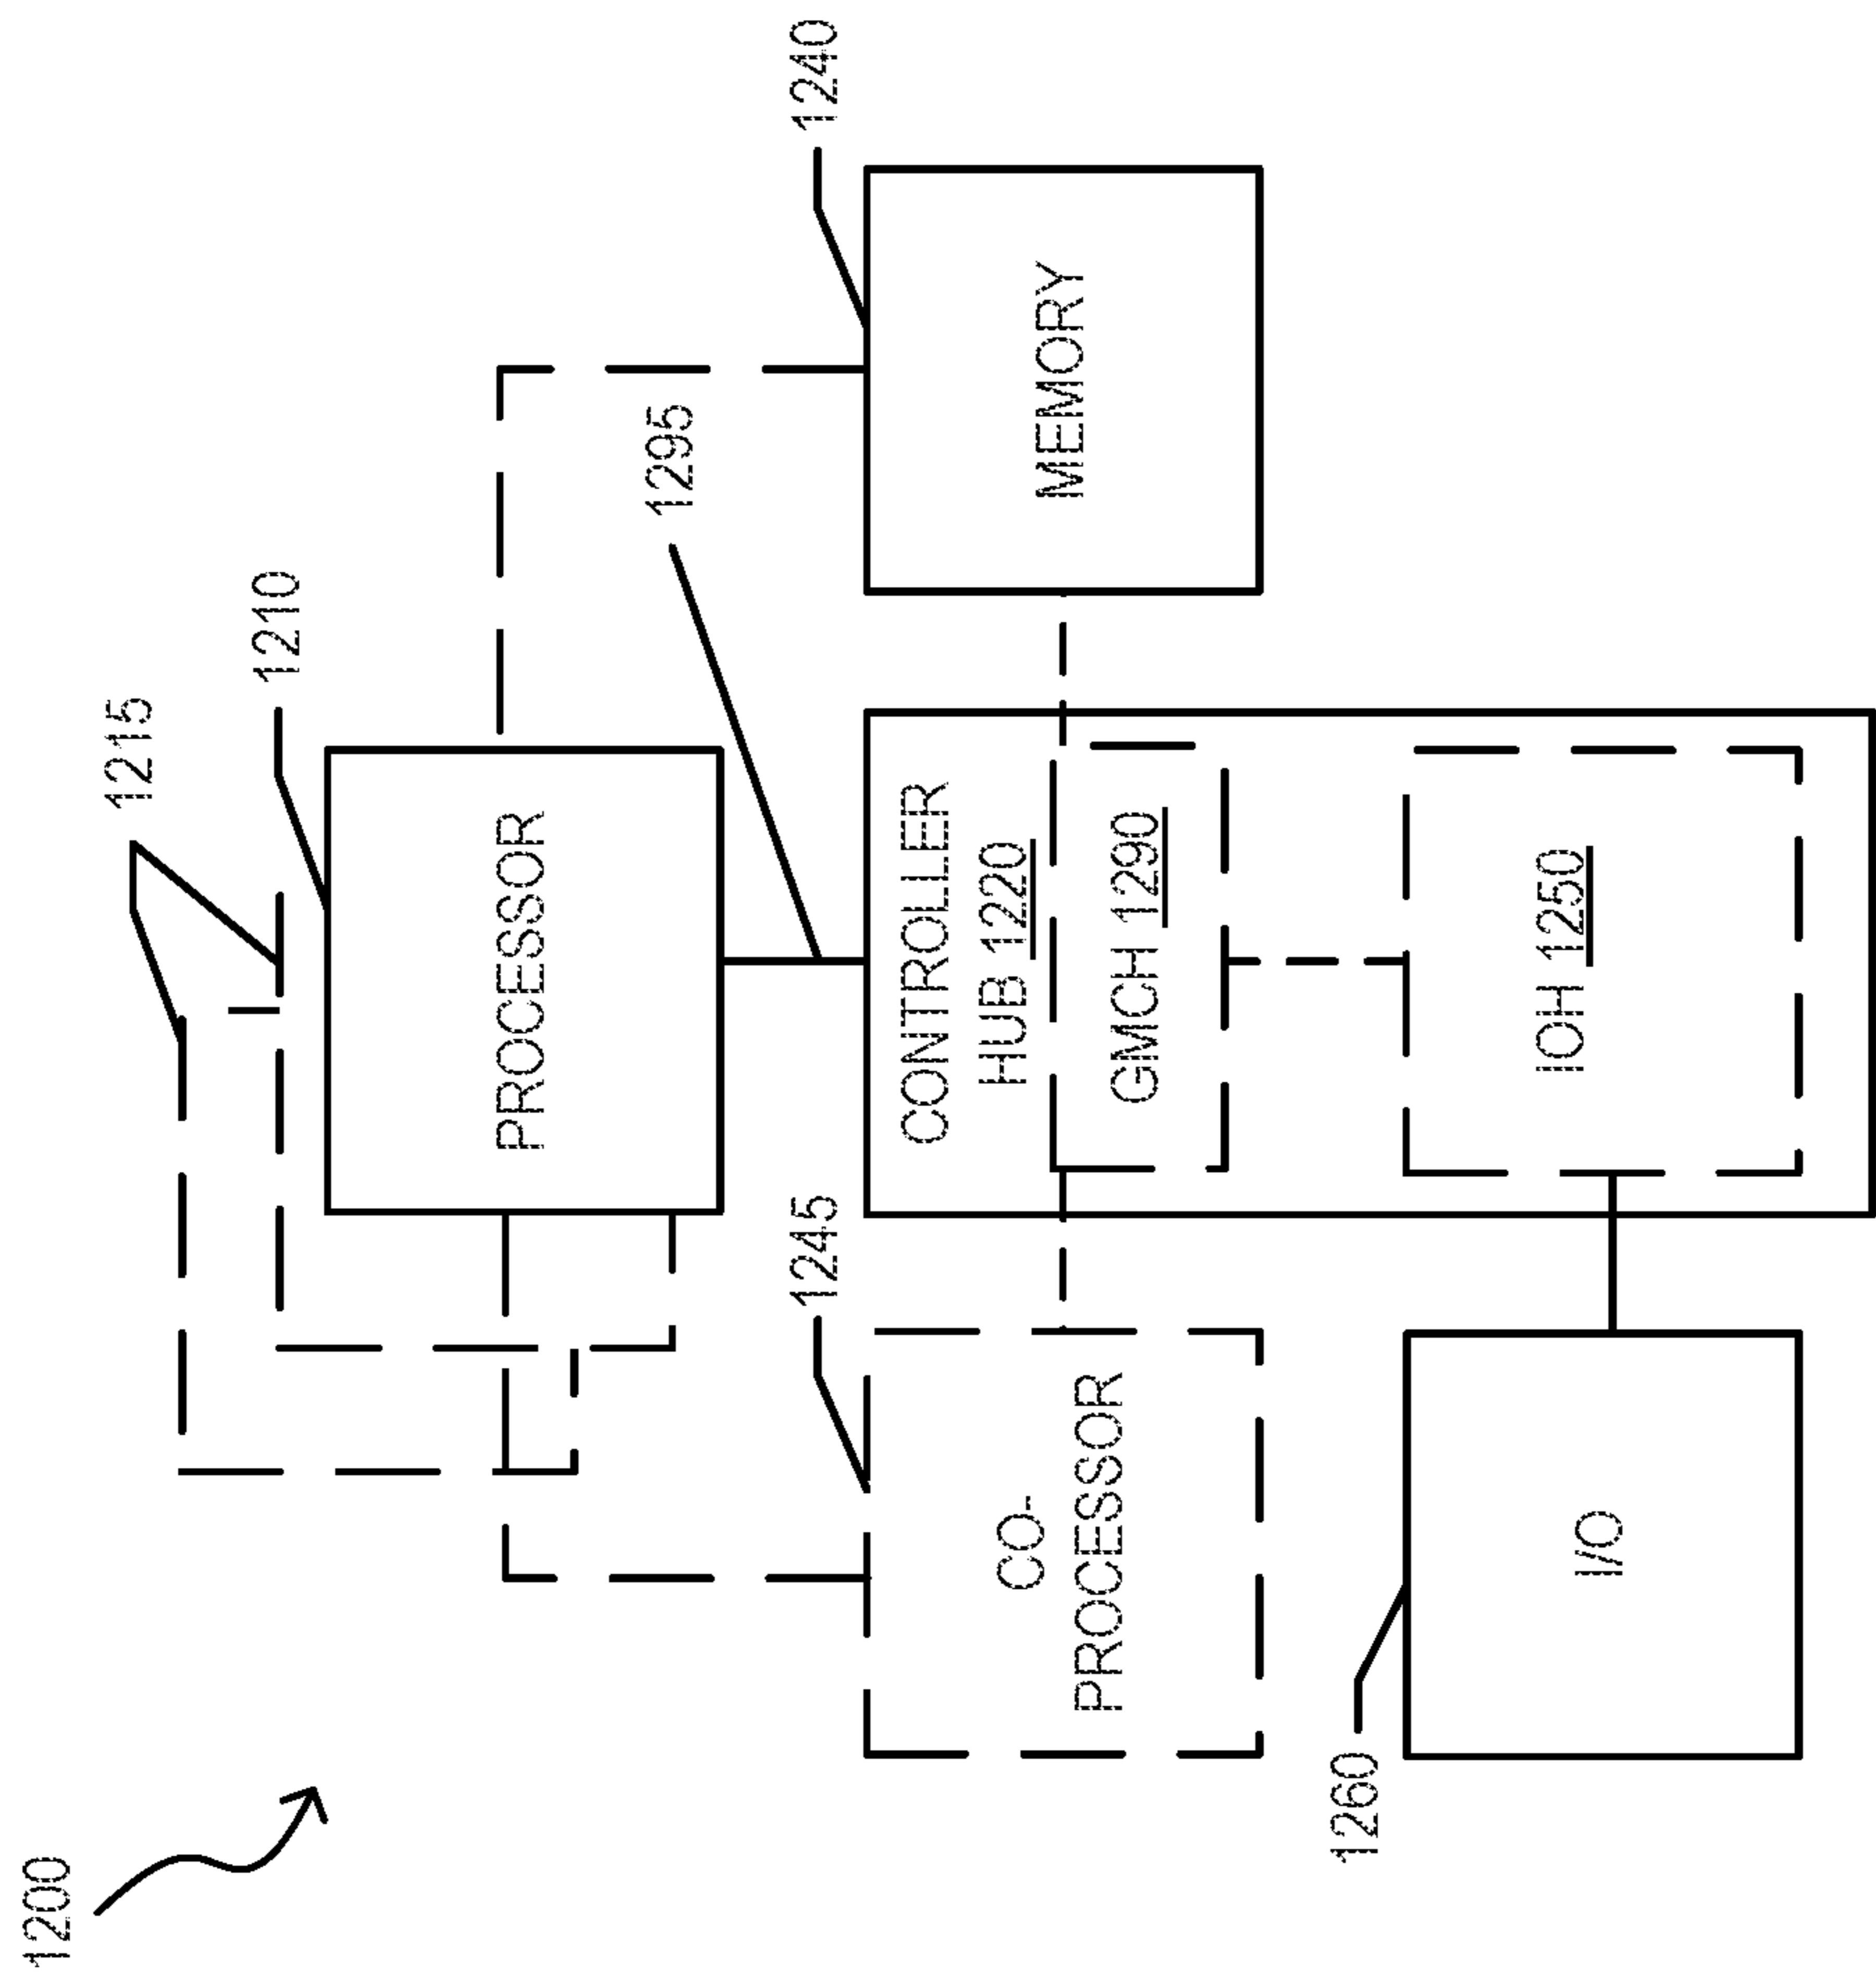 1200
1215
1210
PROCESSOR
1295
1245
1240
CO-
PROCESSOR
CONTROLLER
HUB 1220
GMCH 1290
MEMORY
1260
I/O
IOH 1250